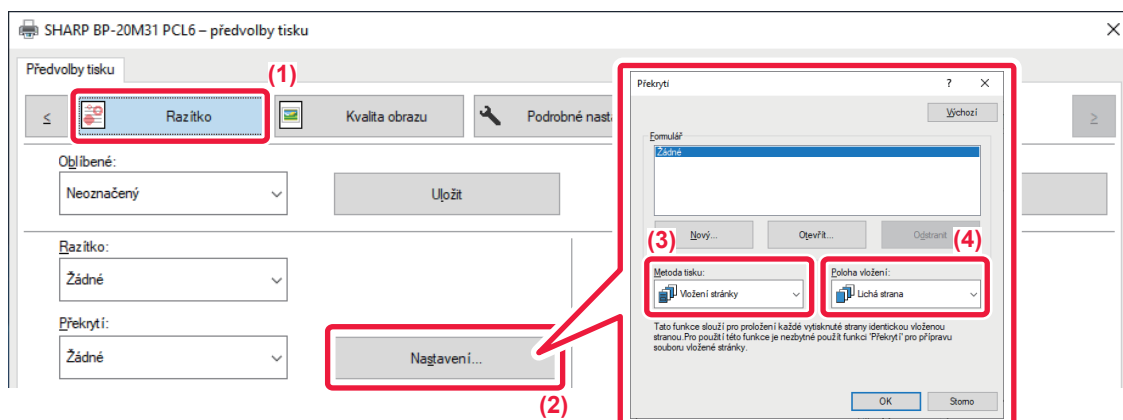 SHARP BP-20M31 PCL6 – předvolby tisku
Předvolby tisku
(1)
<
Razítko
Kvalita obrazu
Podrobné nasta
>
Oblíbené:
Neoznačený
Uložit
Razítko:
Žádné
Překrytí:
Žádné
Nastavení...
(2)
Překrytí
?
Výchozí
Formulář
Žádné
Nový...
Otevřít...
Odstranit
(3)
(4)
Metoda tisku:
Vložení stránky
Poloha vložení:
Lichá strana
Tato funkce slouží pro proložení každé vytisknuté strany identickou vloženou
stranou.Pro použití této funkce je nezbytné použít funkci 'Překrytí' pro přípravu
souboru vložené stránky.
OK
Storno